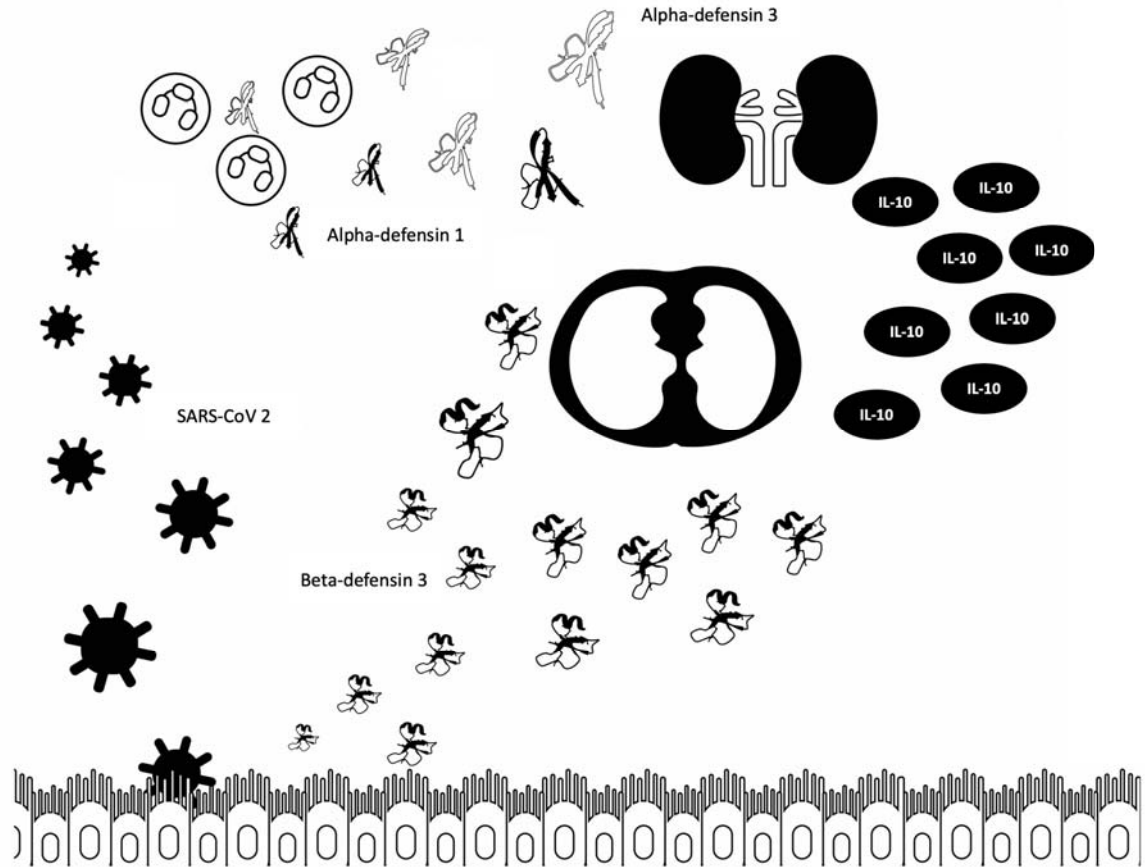 Alpha-defensin 3
IL-10
IL-10
Alpha-defensin 1
IL-10
IL-10
IL-10
IL-10
IL-10
SARS-CoV 2
IL-10
Beta-defensin 3